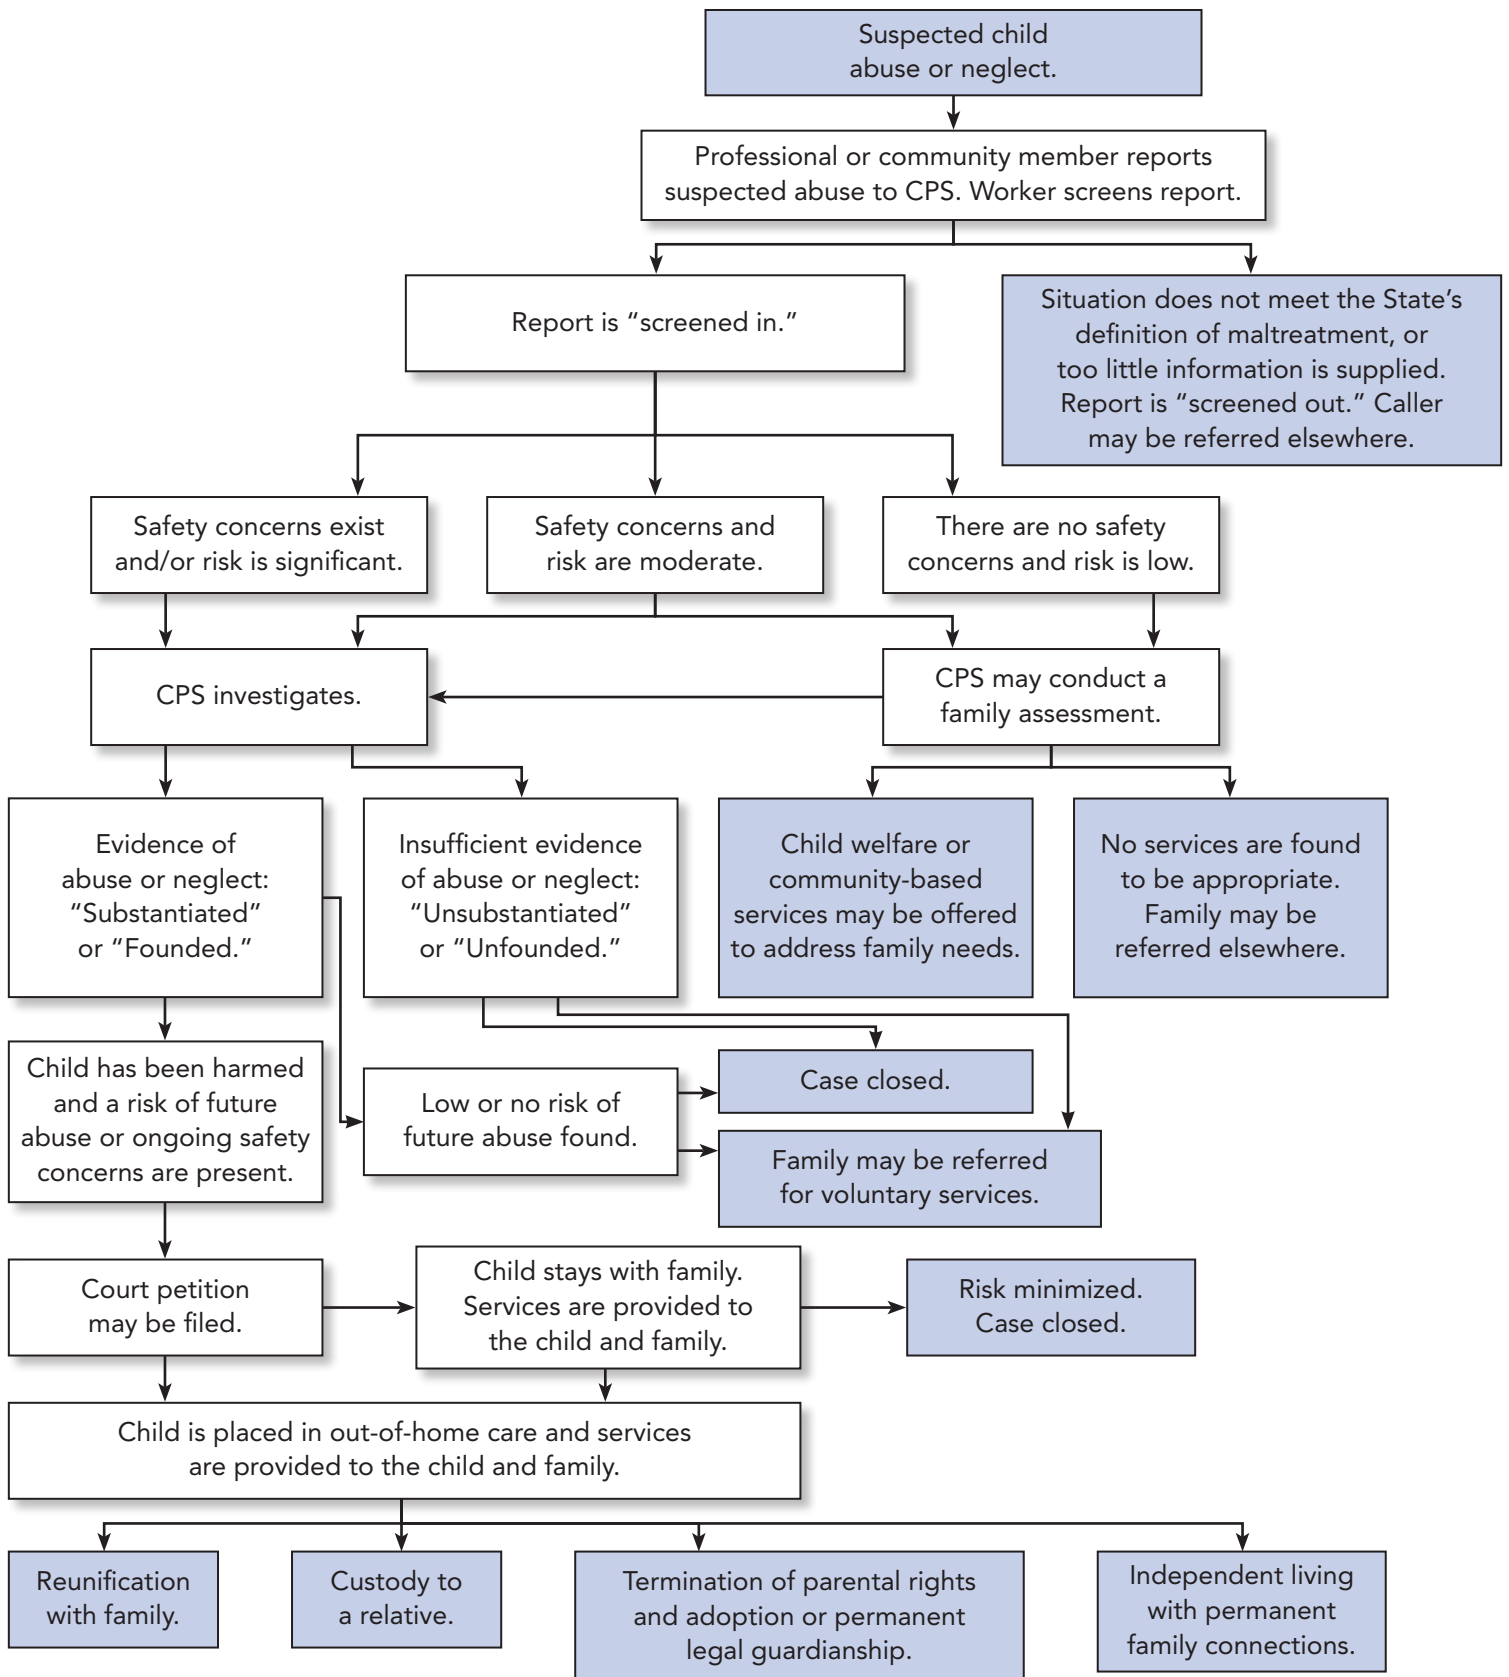 Suspected child
abuse or neglect.
Professional or community member reports
suspected abuse to CPS. Worker screens report.
Report is “screened in.”
Situation does not meet the State’s
definition of maltreatment, or
too little information is supplied.
Report is “screened out.” Caller
may be referred elsewhere.
Safety concerns exist
and/or risk is significant.
Safety concerns and
risk are moderate.
There are no safety
concerns and risk is low.
CPS investigates.
CPS may conduct a
family assessment.
Evidence of
abuse or neglect:
“Substantiated”
or “Founded.”
Insufficient evidence
of abuse or neglect:
“Unsubstantiated”
or “Unfounded.”
Child welfare or
community-based
services may be offered
to address family needs.
No services are found
to be appropriate.
Family may be
referred elsewhere.
Child has been harmed
and a risk of future
abuse or ongoing safety
concerns are present.
Low or no risk of
future abuse found.
Case closed.
Family may be referred
for voluntary services.
Court petition
may be filed.
Child stays with family.
Services are provided to
the child and family.
Risk minimized.
Case closed.
Child is placed in out-of-home care and services
are provided to the child and family.
Reunification
with family.
Custody to
a relative.
Termination of parental rights
and adoption or permanent
legal guardianship.
Independent living
with permanent
family connections.